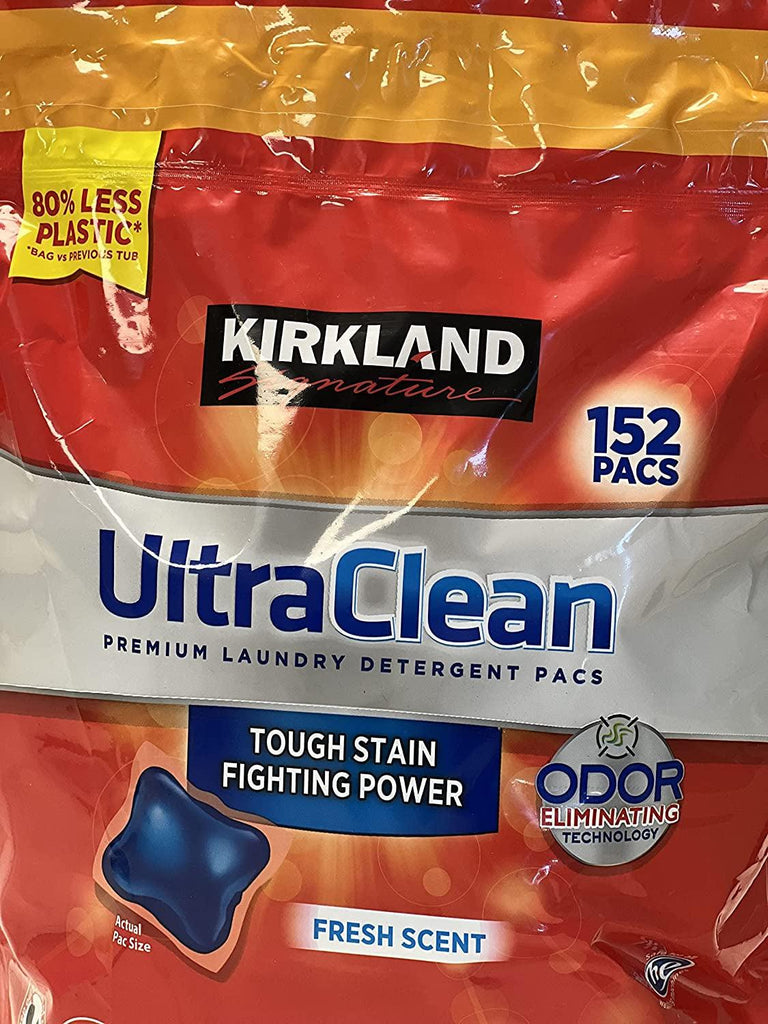 80% LESS
PLASTIC*
*BAG vs PREVIOUS TUB
KIRKLAND
Signature
152
PACS
UltraClean
PREMIUM LAUNDRY DETERGENT PACS
TOUGH STAIN
FIGHTING POWER
ODOR
ELIMINATING
TECHNOLOGY
Actual
Pac Size
FRESH SCENT